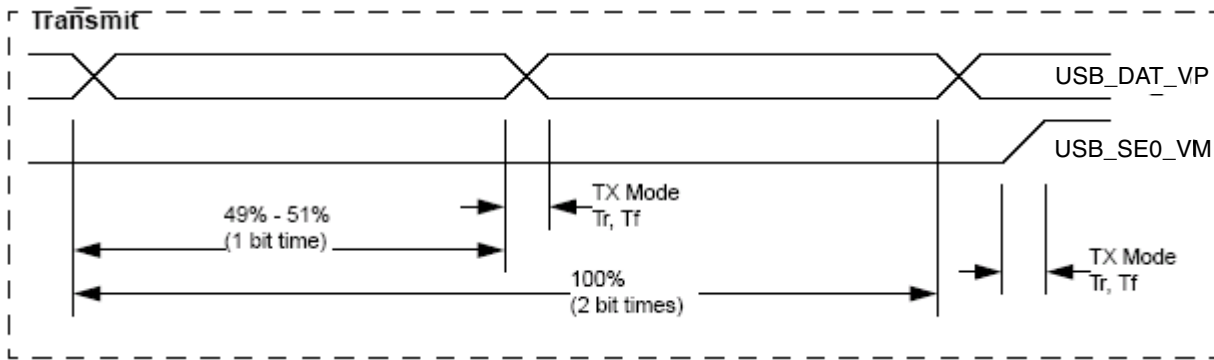 Transmit
USB_DAT_VP
USB_SE0_VM
TX Mode
Tr, Tf
49% - 51%
(1 bit time)
TX Mode
Tr, Tf
100%
(2 bit times)